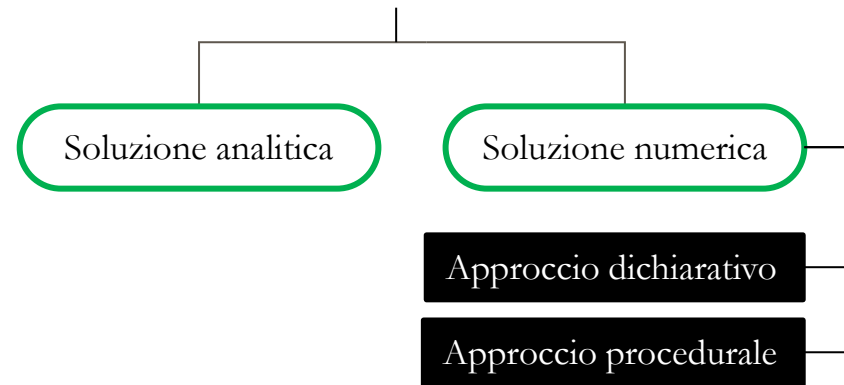 Soluzione analitica
Soluzione numerica
Approccio dichiarativo
Approccio procedurale